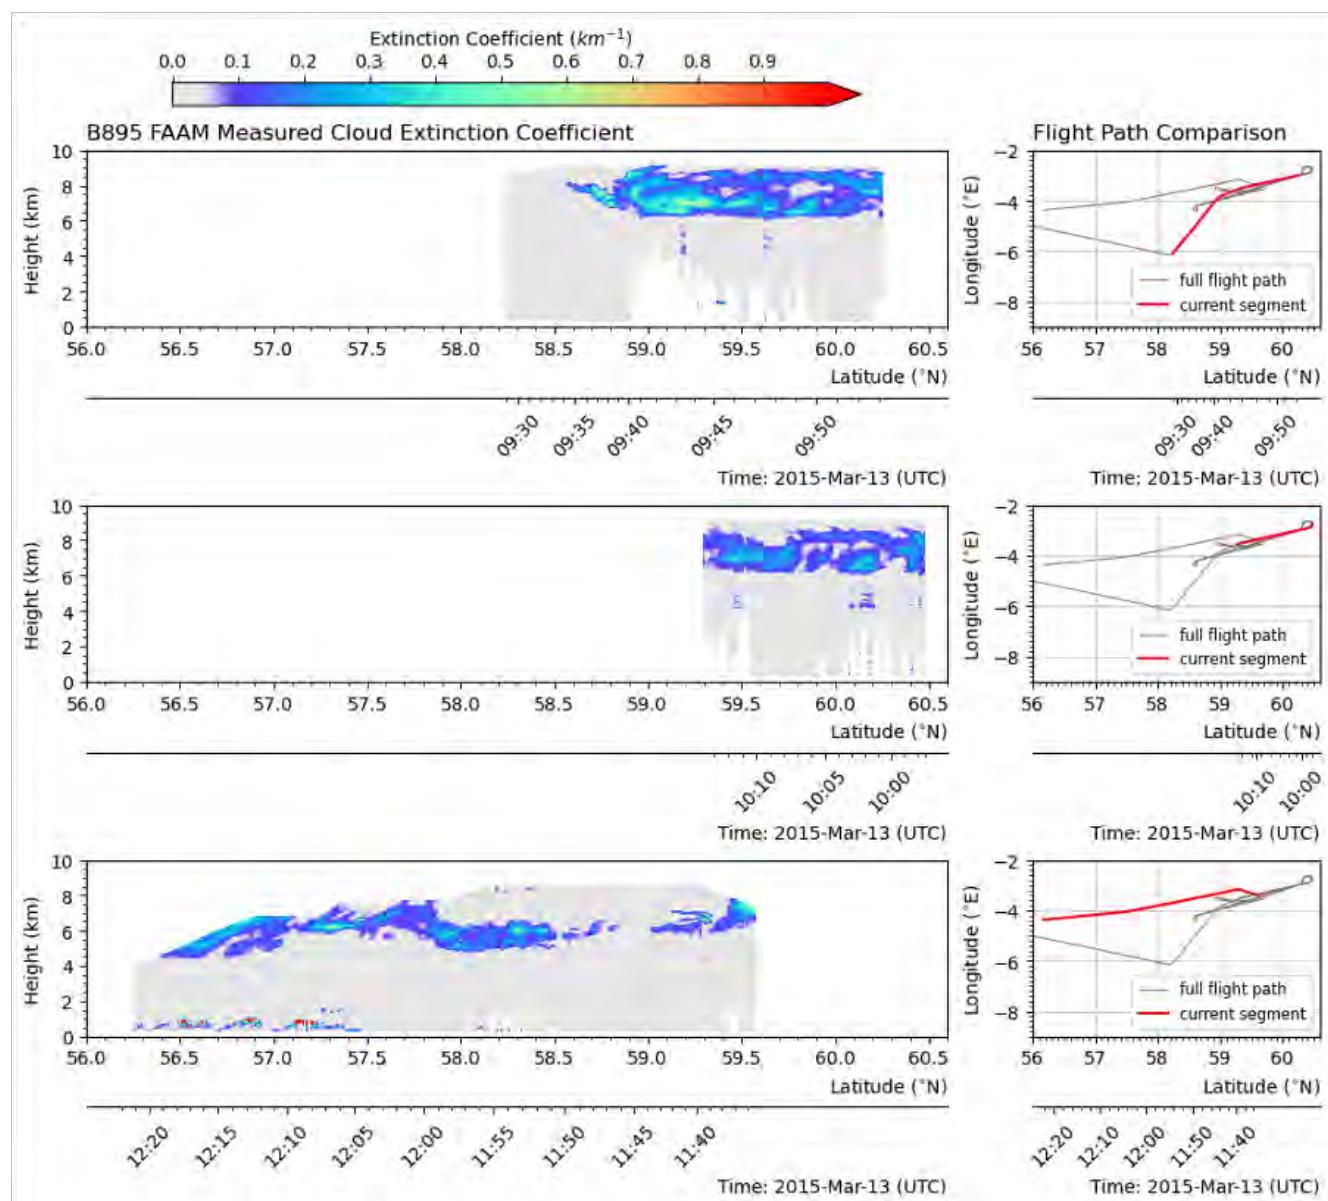 Extinction Coefficient (km⁻¹)
0.0 0.1 0.2 0.3 0.4 0.5 0.6 0.7 0.8 0.9
B895 FAAM Measured Cloud Extinction Coefficient
Flight Path Comparison
10
8
6
4
2
0
Height (km)
56.0 56.5 57.0 57.5 58.0 58.5 59.0 59.5 60.0 60.5
Latitude (°N)
09:30 09:35 09:40 09:45 09:50
Time: 2015-Mar-13 (UTC)
−2
−4
−6
−8
Longitude (°E)
full flight path
current segment
56 57 58 59 60
Latitude (°N)
09:30 09:40 09:50
Time: 2015-Mar-13 (UTC)
10
8
6
4
2
0
Height (km)
56.0 56.5 57.0 57.5 58.0 58.5 59.0 59.5 60.0 60.5
Latitude (°N)
10:10 10:05 10:00
Time: 2015-Mar-13 (UTC)
−2
−4
−6
−8
Longitude (°E)
full flight path
current segment
56 57 58 59 60
Latitude (°N)
10:10 10:00
Time: 2015-Mar-13 (UTC)
10
8
6
4
2
0
Height (km)
56.0 56.5 57.0 57.5 58.0 58.5 59.0 59.5 60.0 60.5
Latitude (°N)
12:20 12:15 12:10 12:05 12:00 11:55 11:50 11:45 11:40
Time: 2015-Mar-13 (UTC)
−2
−4
−6
−8
Longitude (°E)
full flight path
current segment
56 57 58 59 60
Latitude (°N)
12:20 12:10 12:00 11:50 11:40
Time: 2015-Mar-13 (UTC)